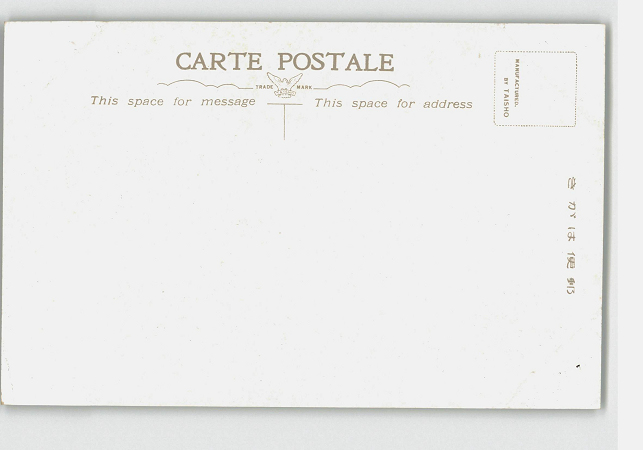 CARTE POSTALE
TRADE MARK
This space for message
This space for address
MANUFACTURED.
BY TAISHO
きがは便郵